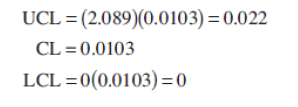 UCL = (2.089)(0.0103) = 0.022
CL = 0.0103
LCL = 0(0.0103) = 0